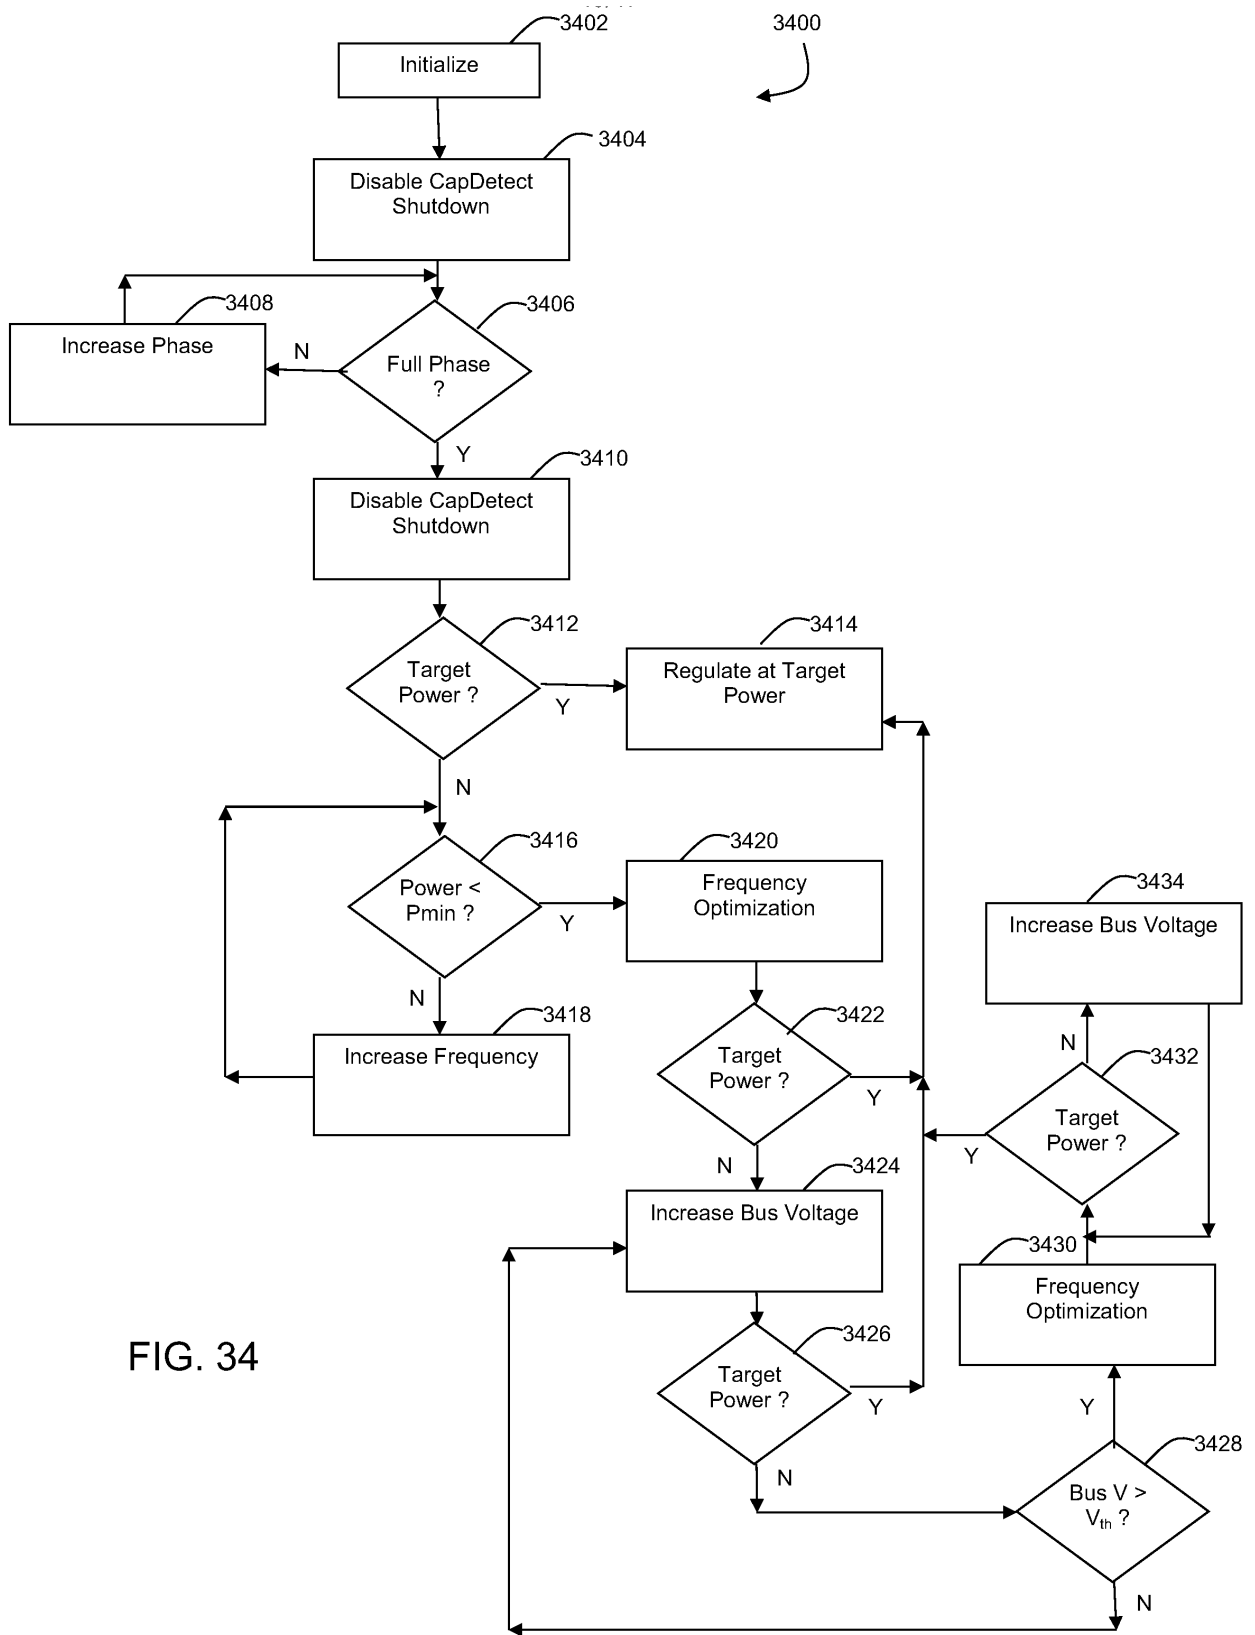 3402
3400
Initialize
3404
Disable CapDetect
Shutdown
3408
3406
Increase Phase
N
Full Phase
?
Y
3410
Disable CapDetect
Shutdown
3412
3414
Target
Power ?
Y
Regulate at Target
Power
N
3416
3420
Power <
Pmin ?
Y
Frequency
Optimization
3434
Increase Bus Voltage
N
3418
Increase Frequency
3422
Target
Power ?
Y
N
3432
Target
Power ?
Y
N
3424
Increase Bus Voltage
3430
Frequency
Optimization
FIG. 34
3426
Target
Power ?
Y
Y
N
3428
Bus V >
Vth ?
N